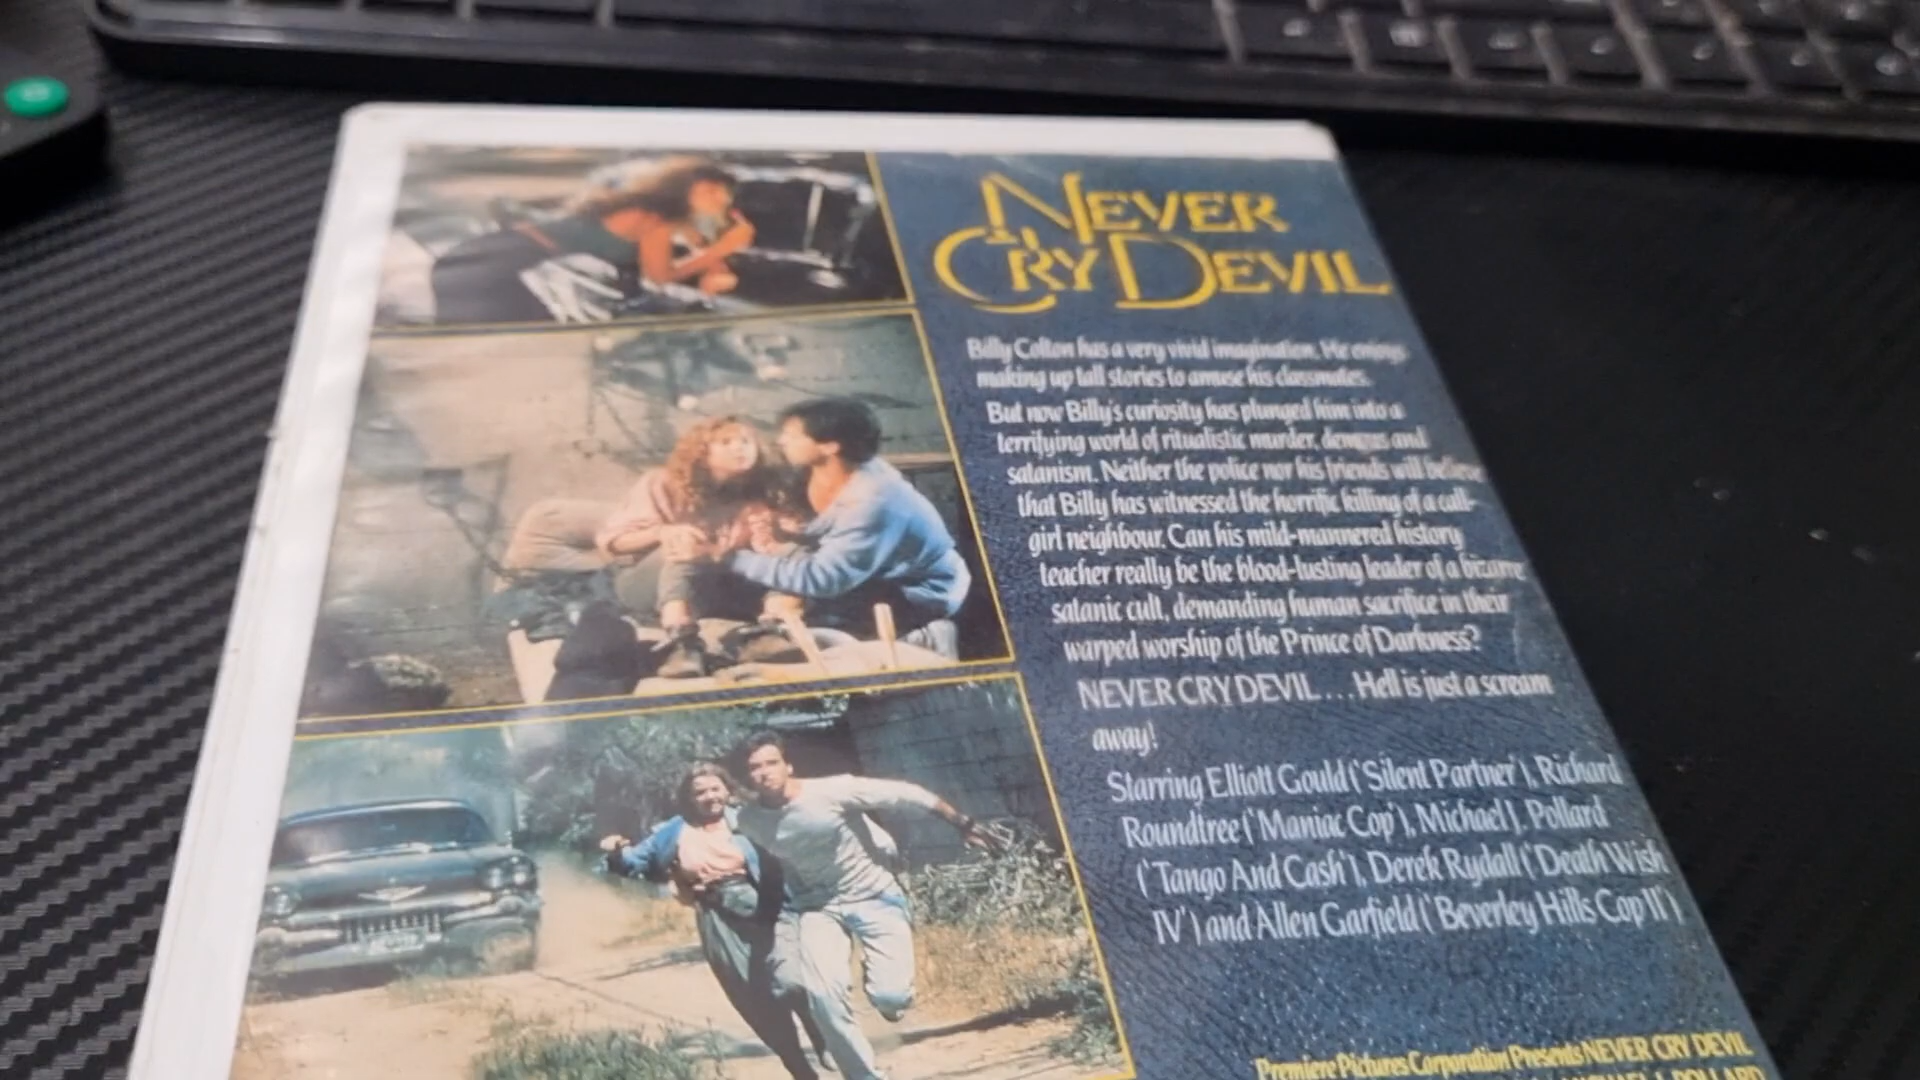 NEVER
CRY DEVIL
Billy Colton has a very vivid imagination. He enjoys
making up tall stories to amuse his classmates.
But now Billy's curiosity has plunged him into a
terrifying world of ritualistic murder, demons and
satanism. Neither the police nor his friends will believe
that Billy has witnessed the horrific killing of a call-
girl neighbour. Can his mild-mannered history
teacher really be the blood-lusting leader of a bizarre
satanic cult, demanding human sacrifice in their
warped worship of the Prince of Darkness?
NEVER CRY DEVIL ... Hell is just a scream
away!
Starring Elliott Gould ('Silent Partner'), Richard
Roundtree ('Maniac Cop'), Michael J. Pollard
('Tango And Cash'), Derek Rydall ('Death Wish
IV') and Allen Garfield ('Beverley Hills Cop II')
Premiere Pictures Corporation Presents NEVER CRY DEVIL
MICHAEL J. POLLARD